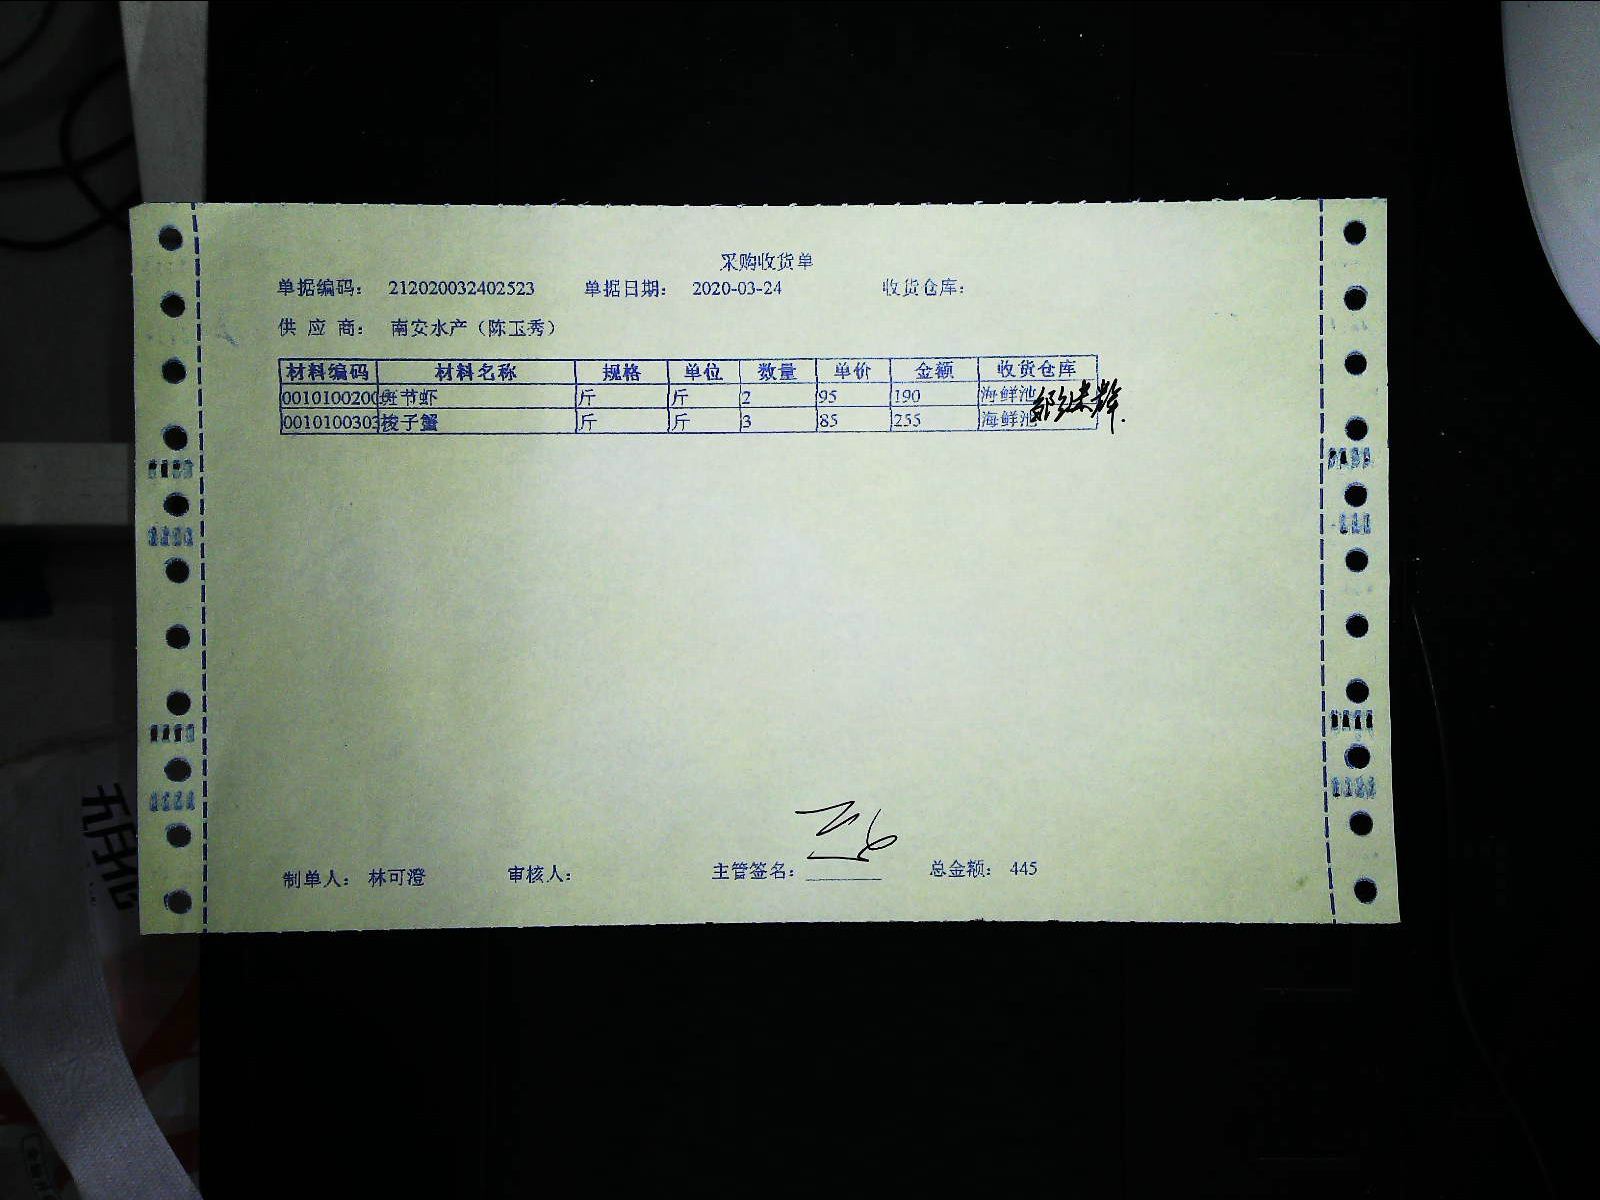 采购收货单
单据编码： 212020032402523 单据日期： 2020-03-24 收货仓库：
供应商： 南安水产（陈玉秀）
材料编码 材料名称 规格 单位 数量 单价 金额 收货仓库
0010100200 斑节虾 斤 斤 2 95 190 海鲜池
0010100303 梭子蟹 斤 斤 3 85 255 海鲜池
制单人： 林可澄 审核人： 主管签名： 总金额： 445